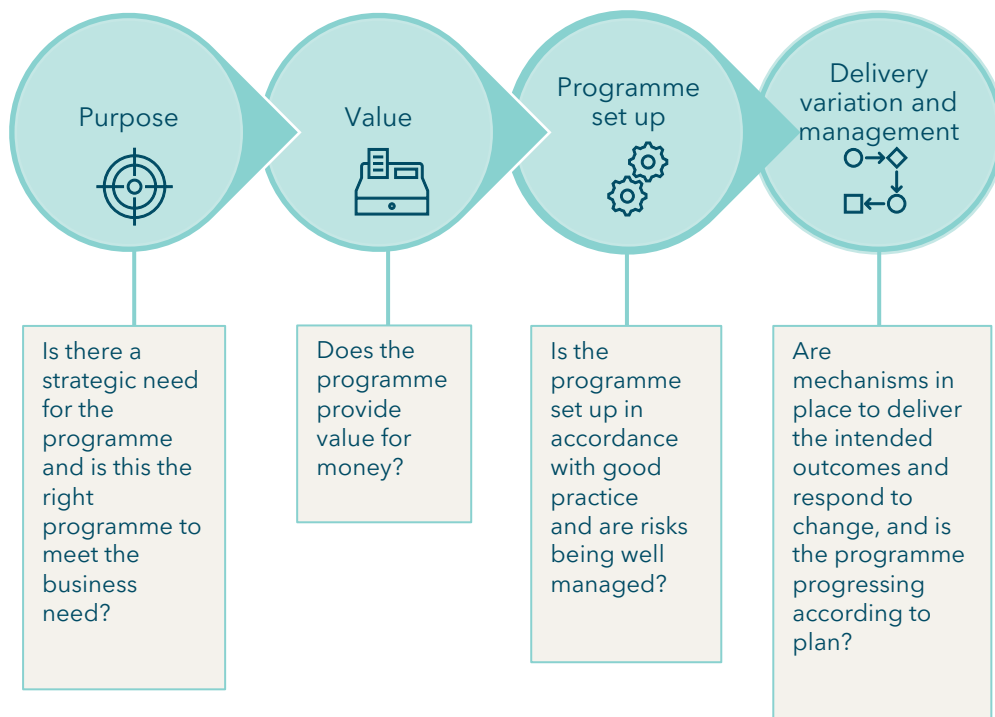 Purpose
Value
Programme
set up
Delivery
variation and
management
Is there a
strategic need
for the
programme
and is this the
right
programme to
meet the
business
need?
Does the
programme
provide
value for
money?
Is the
programme
set up in
accordance
with good
practice
and are risks
being well
managed?
Are
mechanisms in
place to deliver
the intended
outcomes and
respond to
change, and is
the programme
progressing
according to
plan?